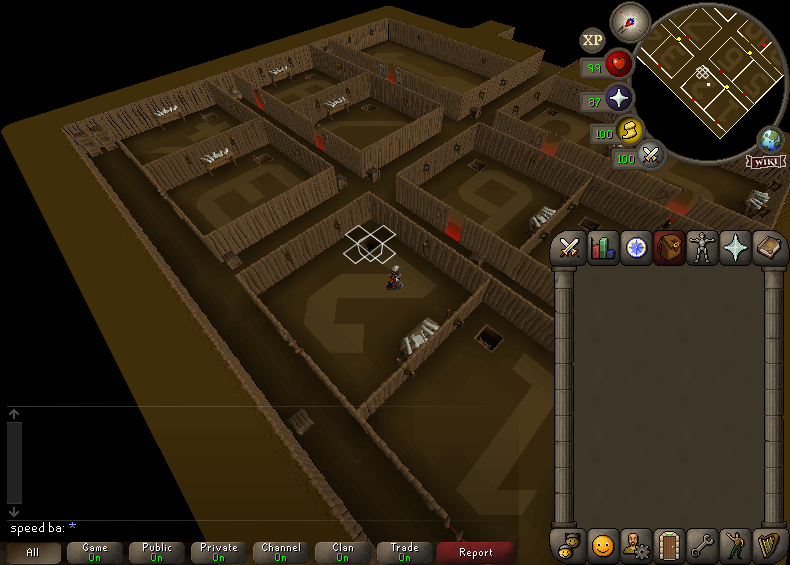 XP
99
67
100
100
WIKI
speed ba: *
All
Game
On
Public
On
Private
On
Channel
On
Clan
On
Trade
On
Report